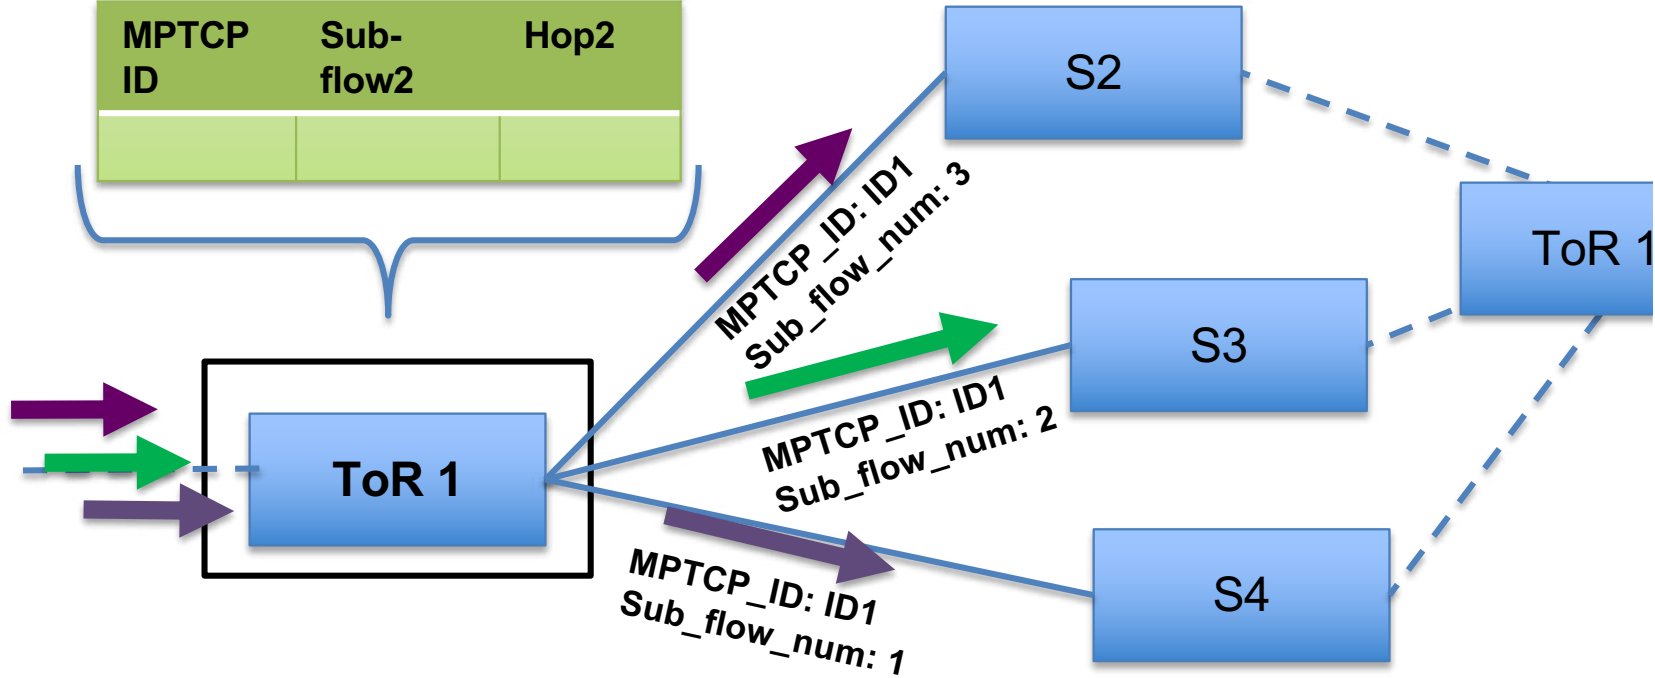 MPTCP
ID
Sub-
flow2
Hop2
S2
MPTCP_ID: ID1
Sub_flow_num: 3
ToR 1
S3
MPTCP_ID: ID1
Sub_flow_num: 2
ToR 1
S4
MPTCP_ID: ID1
Sub_flow_num: 1